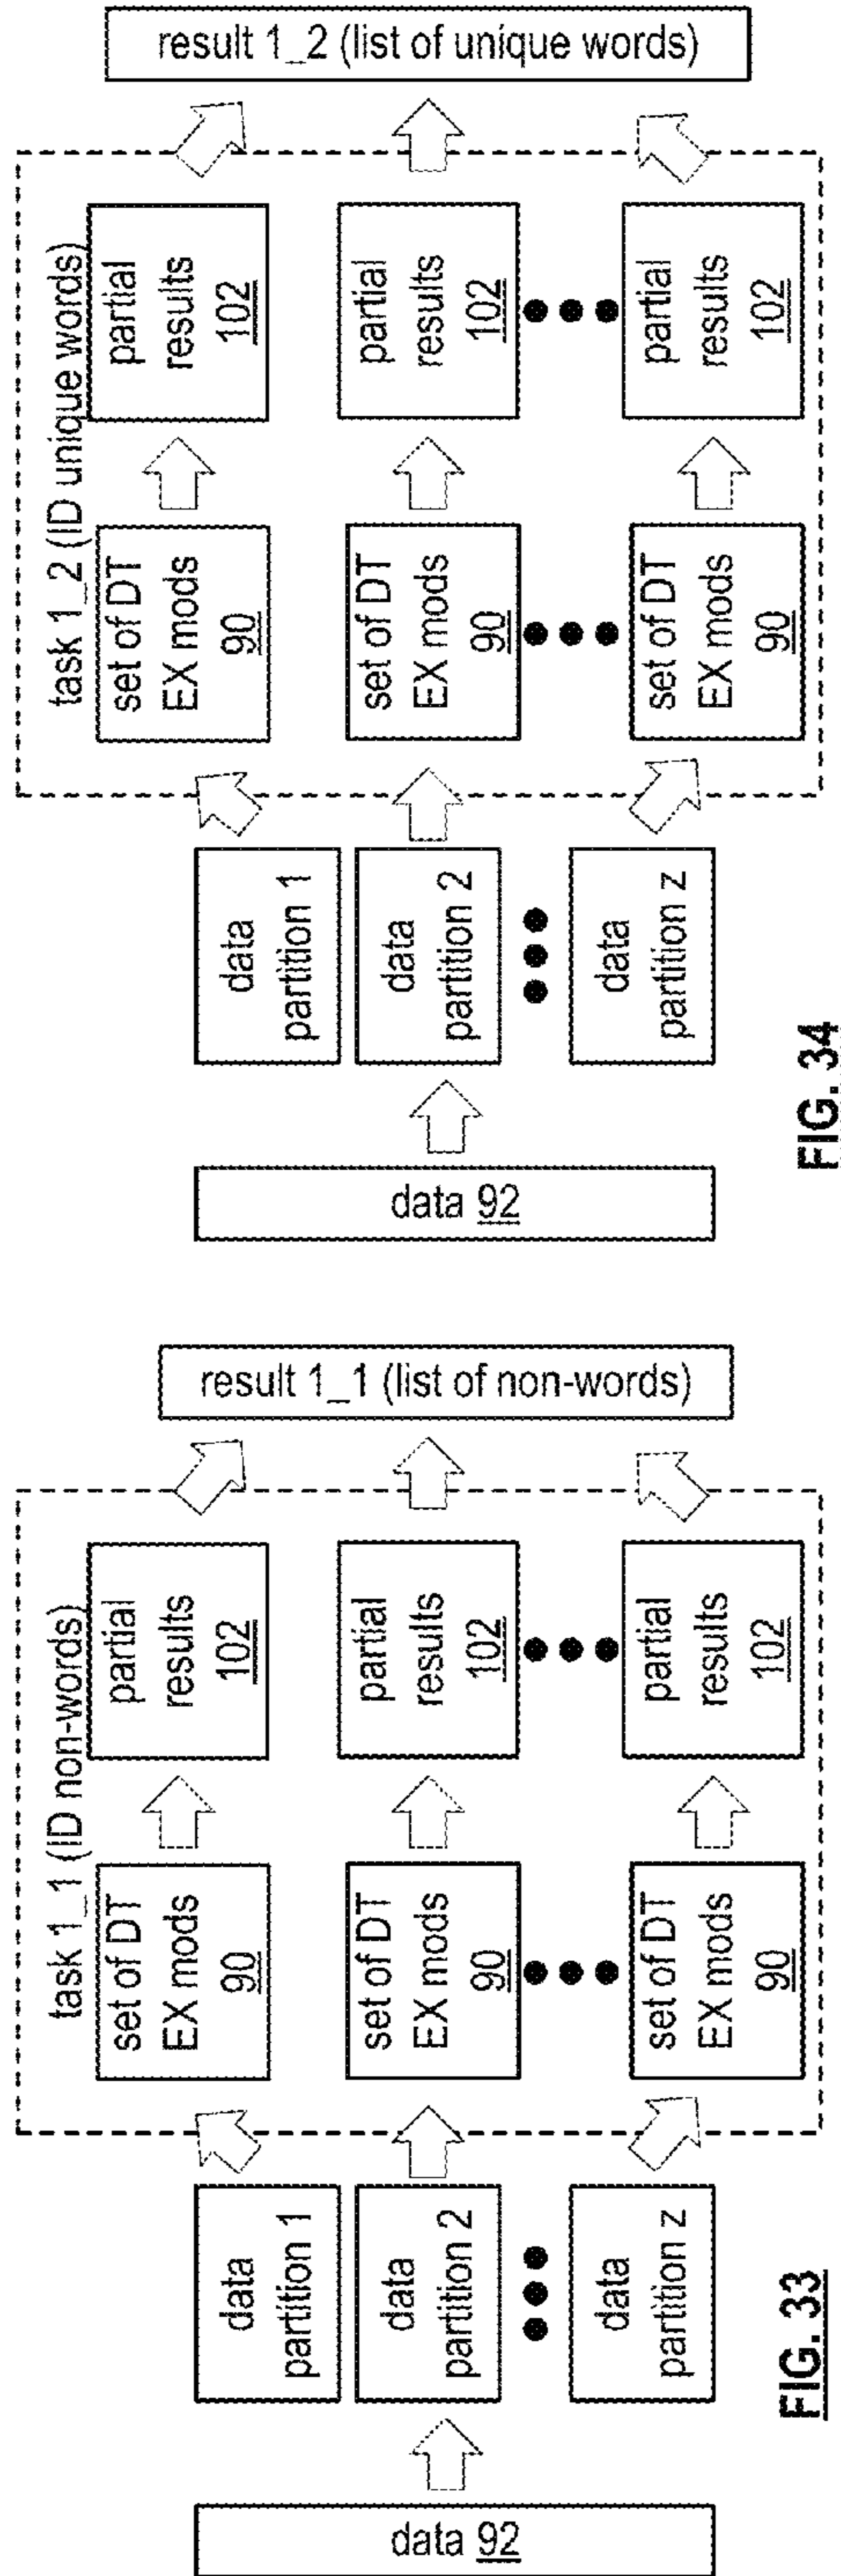 data 92
data
partition 1
data
partition 2
data
partition z
task 1_1 (ID non-words)
set of DT
EX mods
90
set of DT
EX mods
90
set of DT
EX mods
90
partial
results
102
partial
results
102
partial
results
102
result 1_1 (list of non-words)
FIG. 33
data 92
data
partition 1
data
partition 2
data
partition z
task 1_2 (ID unique words)
set of DT
EX mods
90
set of DT
EX mods
90
set of DT
EX mods
90
partial
results
102
partial
results
102
partial
results
102
result 1_2 (list of unique words)
FIG. 34